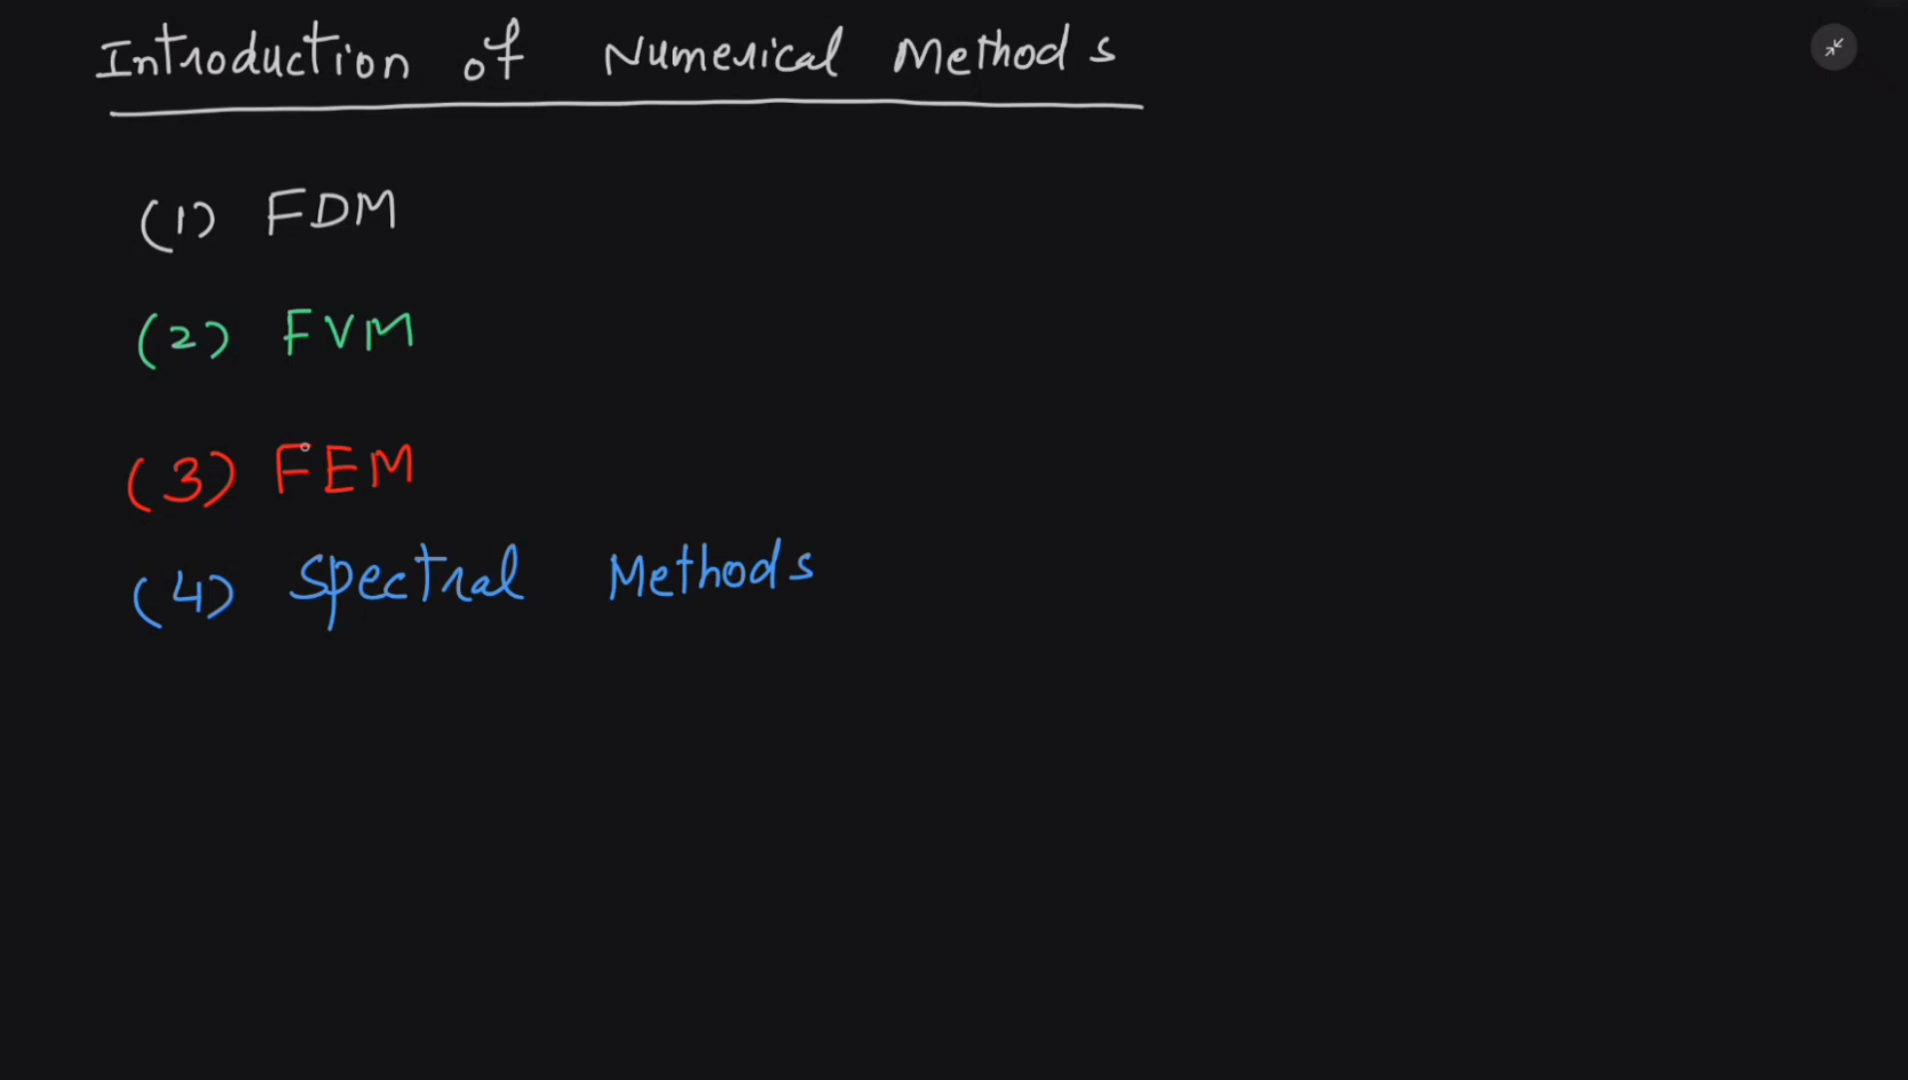 Introduction of Numerical Methods
(1) FDM
(2) FVM
(3) FEM
(4) Spectral Methods